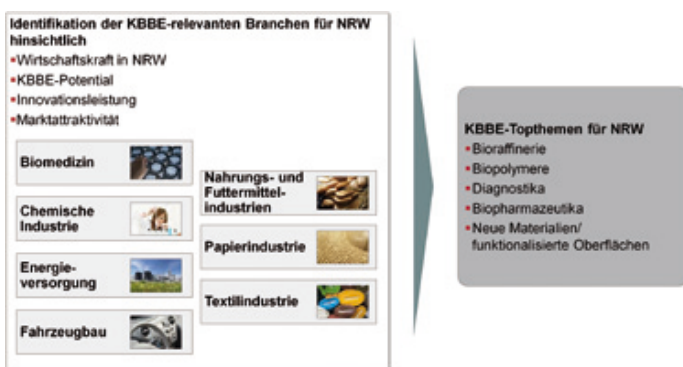 Identifikation der KBBE-relevanten Branchen für NRW
hinsichtlich
▪Wirtschaftskraft in NRW
▪KBBE-Potential
▪Innovationsleistung
▪Marktattraktivität
Biomedizin
Chemische
Industrie
Energie-
versorgung
Fahrzeugbau
Nahrungs- und
Futtermittel-
industrien
Papierindustrie
Textilindustrie
KBBE-Topthemen für NRW
▪Bioraffinerie
▪Biopolymere
▪Diagnostika
▪Biopharmazeutika
▪Neue Materialien/
funktionalisierte Oberflächen